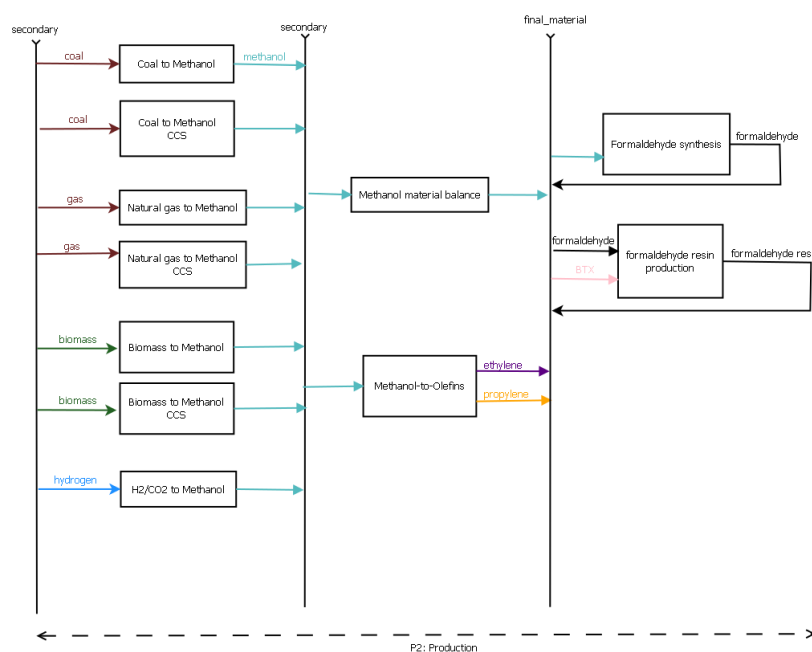 secondary
secondary
final_material
coal
Coal to Methanol
methanol
coal
Coal to Methanol
CCS
Formaldehyde synthesis
formaldehyde
gas
Natural gas to Methanol
Methanol material balance
gas
Natural gas to Methanol
CCS
formaldehyde
BTX
formaldehyde resin
production
formaldehyde res
biomass
Biomass to Methanol
Methanol-to-Olefins
ethylene
propylene
biomass
Biomass to Methanol
CCS
hydrogen
H2/CO2 to Methanol
P2: Production